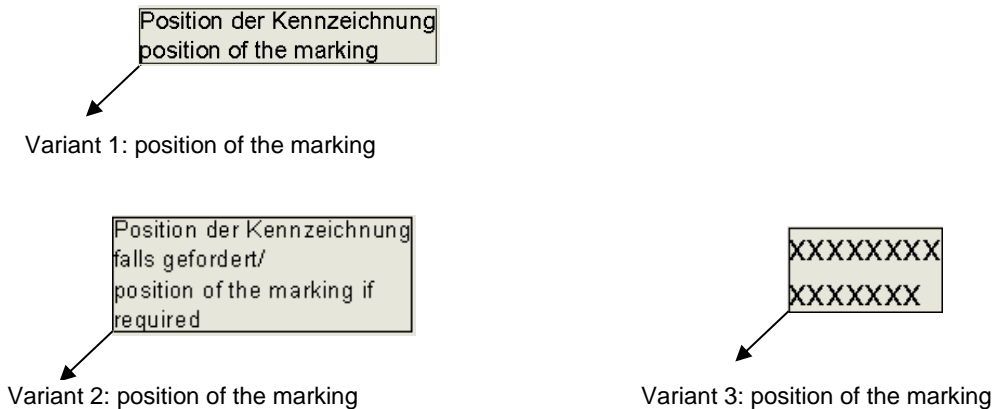 Position der Kennzeichnung
position of the marking
Variant 1: position of the marking
Position der Kennzeichnung
falls gefordert/
position of the marking if
required
Variant 2: position of the marking
XXXXXXXX
XXXXXXX
Variant 3: position of the marking